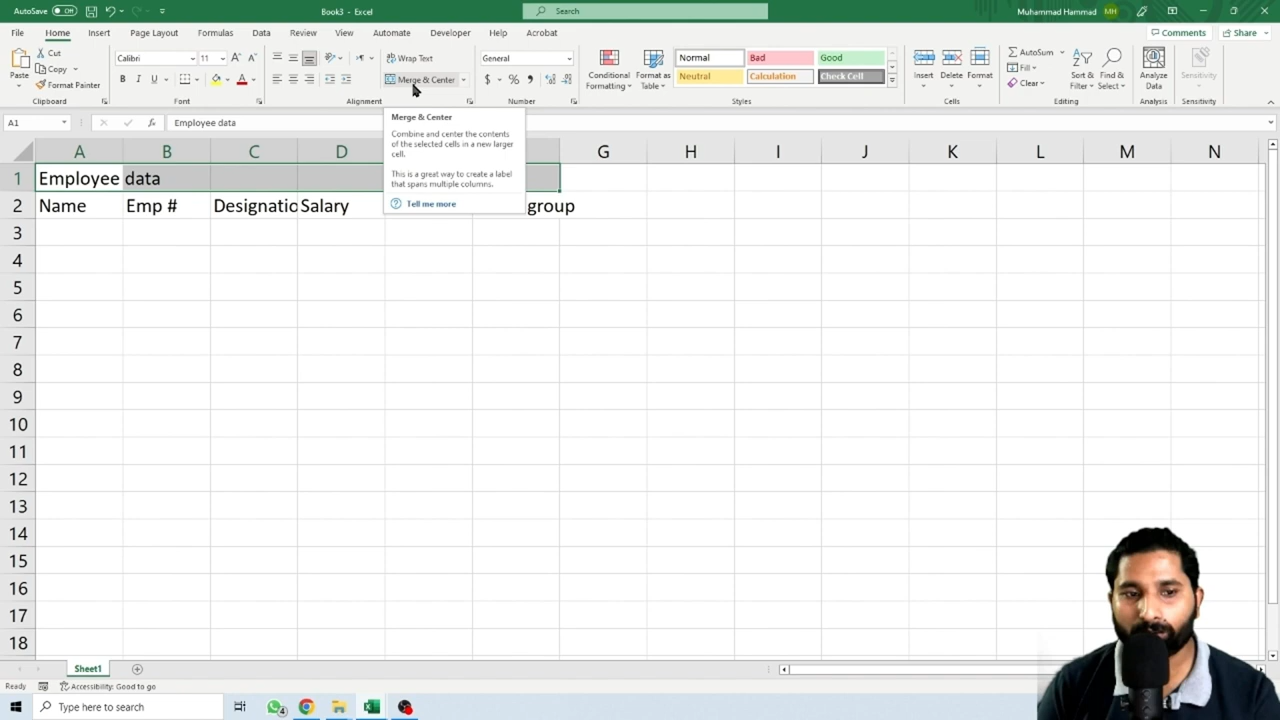 AutoSave Off Book3 - Excel Search Muhammad Hammad MH
File Home Insert Page Layout Formulas Data Review View Automate Developer Help Acrobat Comments Share
Paste Cut Copy Format Painter
Clipboard
Calibri 11 A A
B I U A
Font
Wrap Text
Merge & Center
Alignment
General
$ %
Number
Conditional Formatting
Format as Table
Normal Bad Good
Neutral Calculation Check Cell
Styles
Insert Delete Format
Cells
AutoSum
Fill
Clear
Sort & Filter
Find & Select
Editing
Analyze Data
Analysis
Sensitivity
Sensitivity
A1 fx Employee data
Merge & Center
Combine and center the contents
of the selected cells in a new larger
cell.
This is a great way to create a label
that spans multiple columns.
Tell me more
A B C D G H I J K L M N
1 Employee data
2 Name Emp # Designatio Salary group
3
4
5
6
7
8
9
10
11
12
13
14
15
16
17
18
Sheet1
Ready Accessibility: Good to go
Type here to search 4